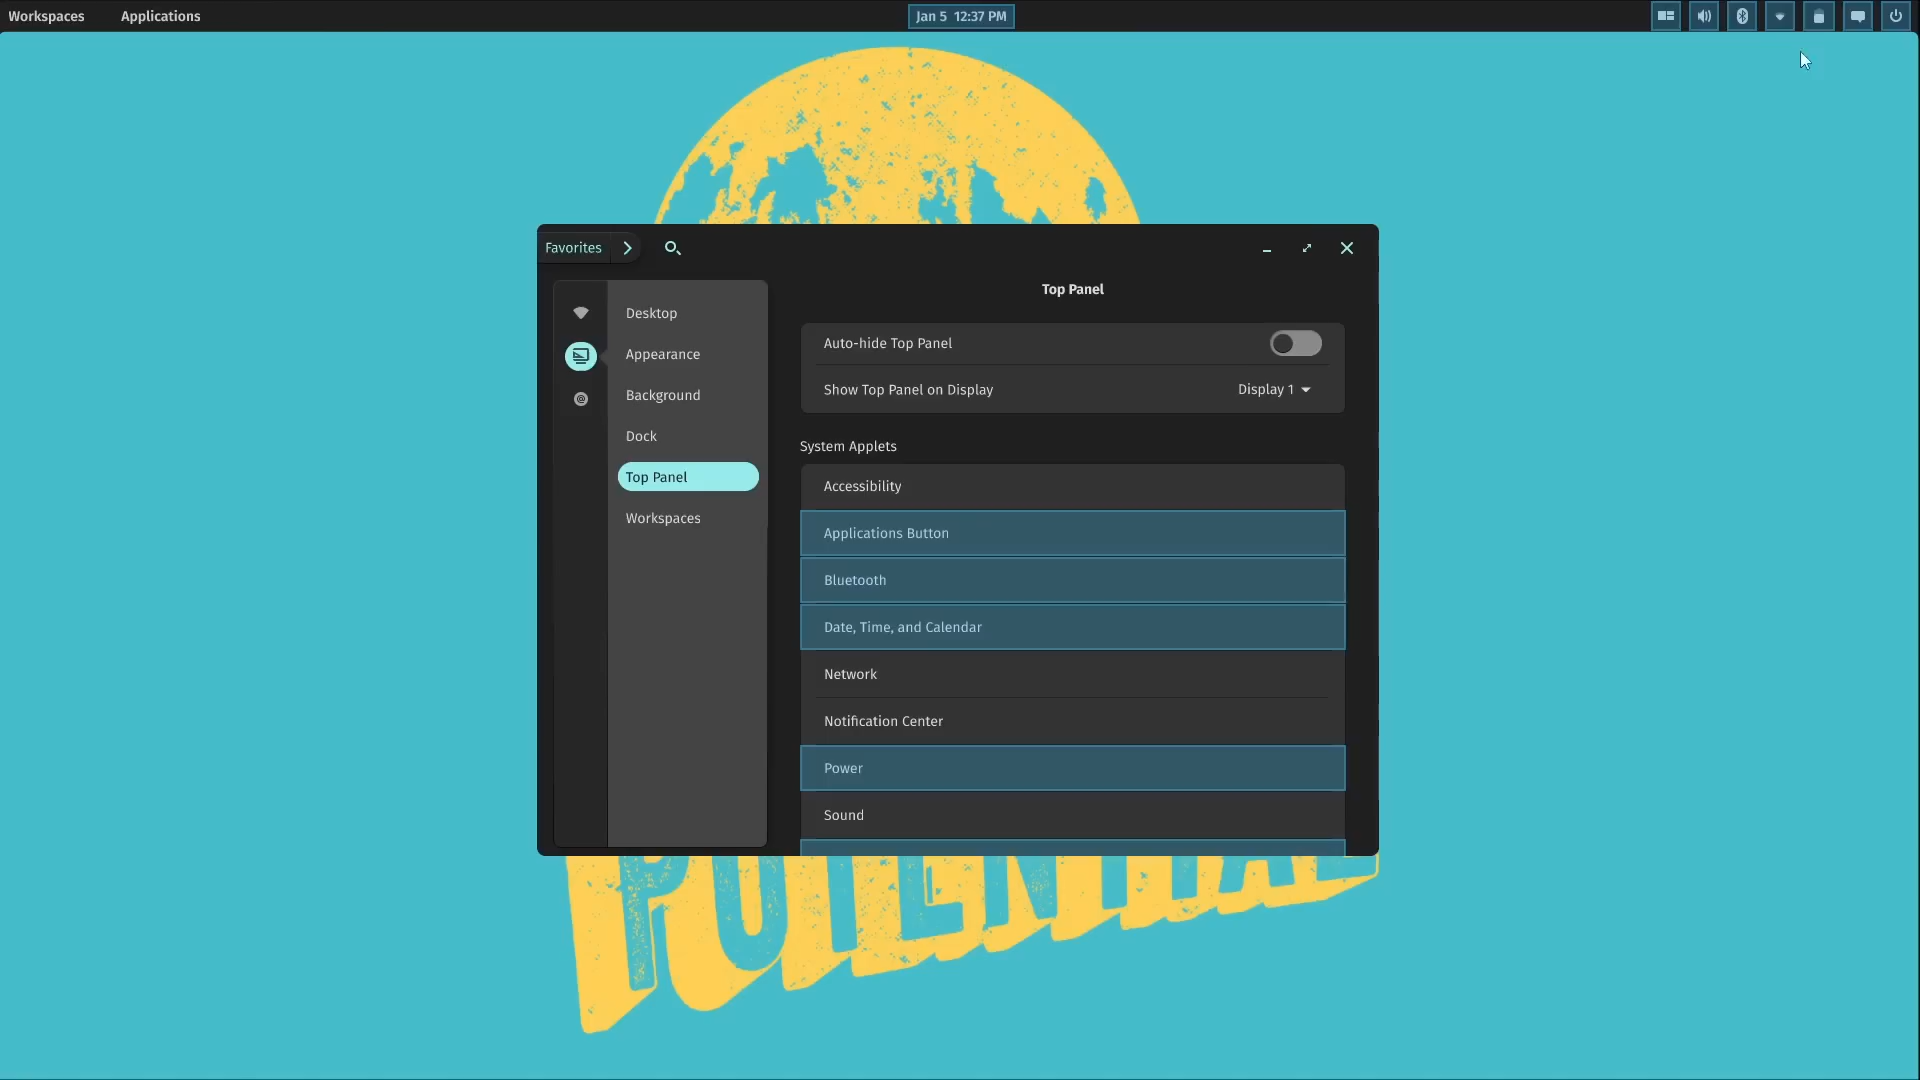 Workspaces Applications Jan 5 12:37 PM
Favorites
Top Panel
Desktop
Appearance
Background
Dock
Top Panel
Workspaces
Auto-hide Top Panel
Show Top Panel on Display Display 1
System Applets
Accessibility
Applications Button
Bluetooth
Date, Time, and Calendar
Network
Notification Center
Power
Sound
POTENTIAL